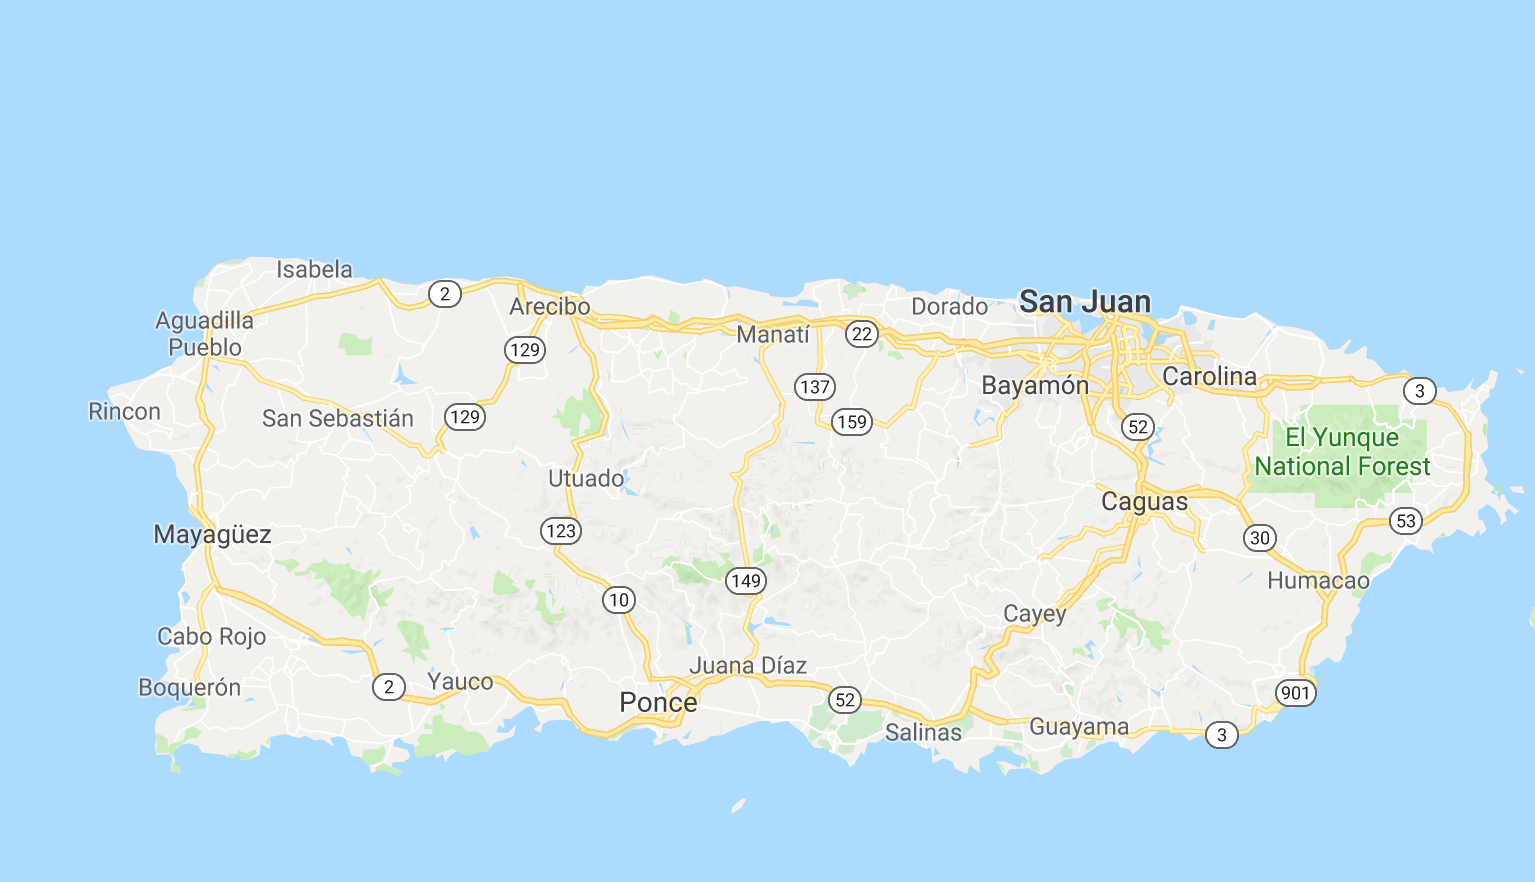 Isabela
2
Arecibo
Dorado
San Juan
Aguadilla
Pueblo
Manatí
22
129
137
Bayamón
Carolina
3
Rincon
San Sebastián
129
159
52
El Yunque
National Forest
Utuado
Caguas
Mayagüez
123
53
30
149
Humacao
10
Cayey
Cabo Rojo
Juana Díaz
Boquerón
2
Yauco
Ponce
52
901
Salinas
Guayama
3